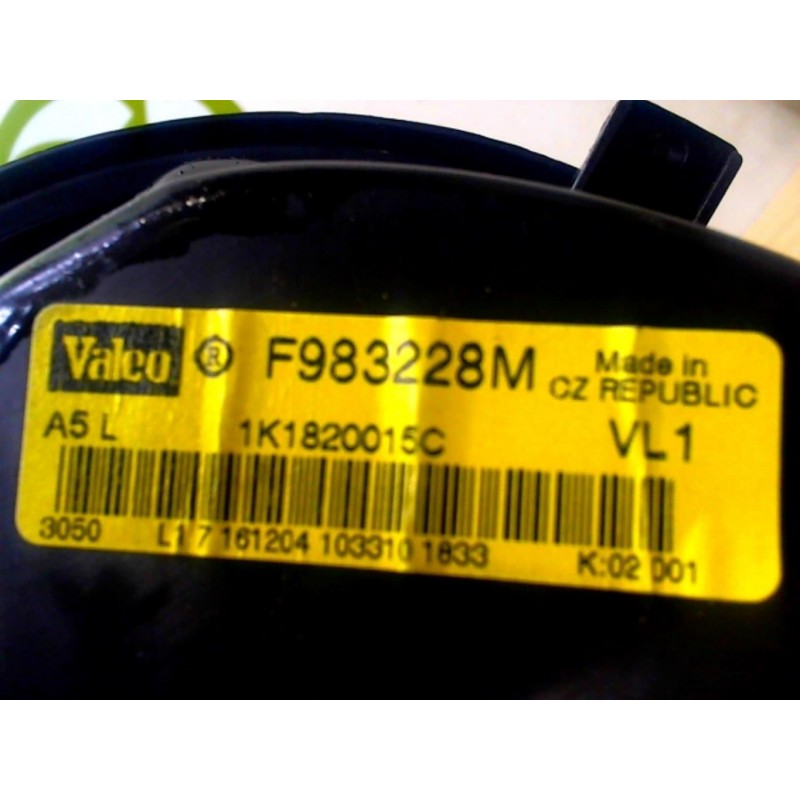 Valeo ® F983228M Made in
CZ REPUBLIC
A5 L 1K1820015C VL1
3050 L1 7 161204 103310 1833 K:02 001